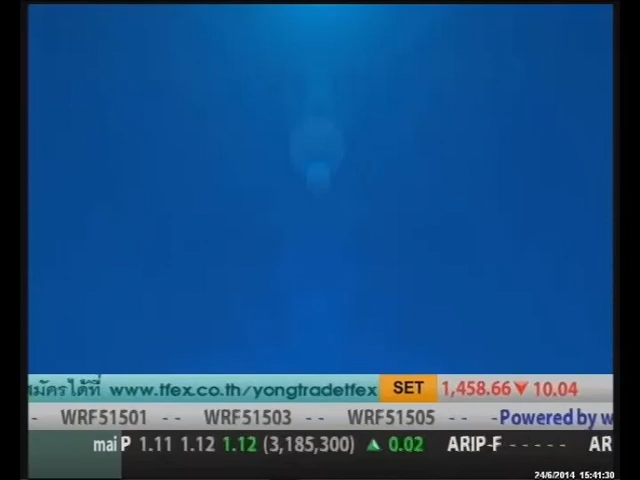 สมัครได้ที่ www.tfex.co.th/yongtradetfex SET 1,458.66 ▼ 10.04
- WRF51501 - - WRF51503 - - WRF51505 - - -Powered by w
mai P 1.11 1.12 1.12 (3,185,300) ▲ 0.02 ARIP-F - - - - - AR
24/6/2014 15:41:30